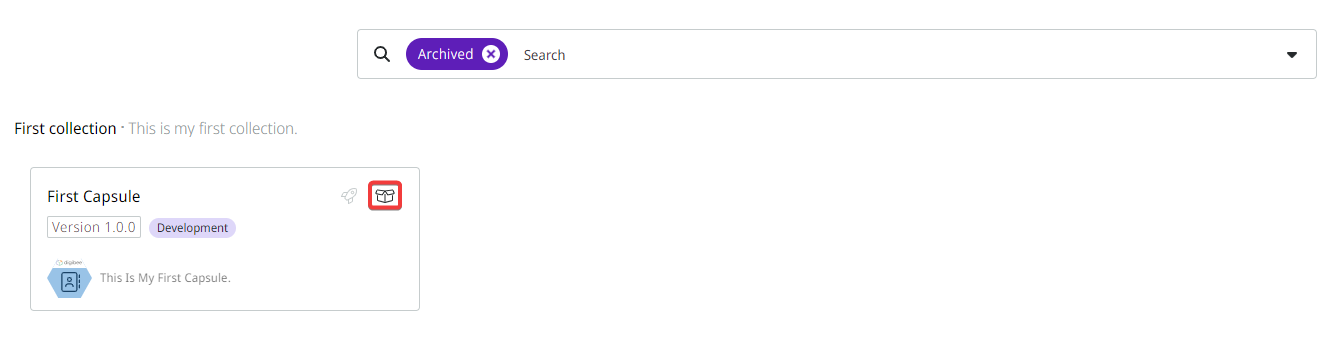 Archived
Search
First collection · This is my first collection.
First Capsule
Version 1.0.0
Development
digibee
This Is My First Capsule.